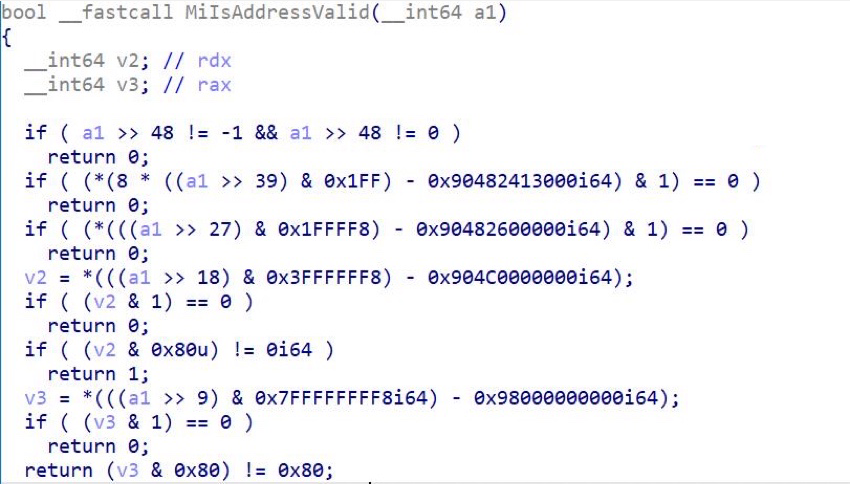 bool __fastcall MiIsAddressValid(__int64 a1)
{
__int64 v2; // rdx
__int64 v3; // rax
if ( a1 >> 48 != -1 && a1 >> 48 != 0 )
return 0;
if ( (*(8 * ((a1 >> 39) & 0x1FF) - 0x90482413000i64) & 1) == 0 )
return 0;
if ( (*(((a1 >> 27) & 0x1FFFF8) - 0x90482600000i64) & 1) == 0 )
return 0;
v2 = *(((a1 >> 18) & 0x3FFFFFF8) - 0x904C0000000i64);
if ( (v2 & 1) == 0 )
return 0;
if ( (v2 & 0x80u) != 0i64 )
return 1;
v3 = *(((a1 >> 9) & 0x7FFFFFFFF8i64) - 0x98000000000i64);
if ( (v3 & 1) == 0 )
return 0;
return (v3 & 0x80) != 0x80;